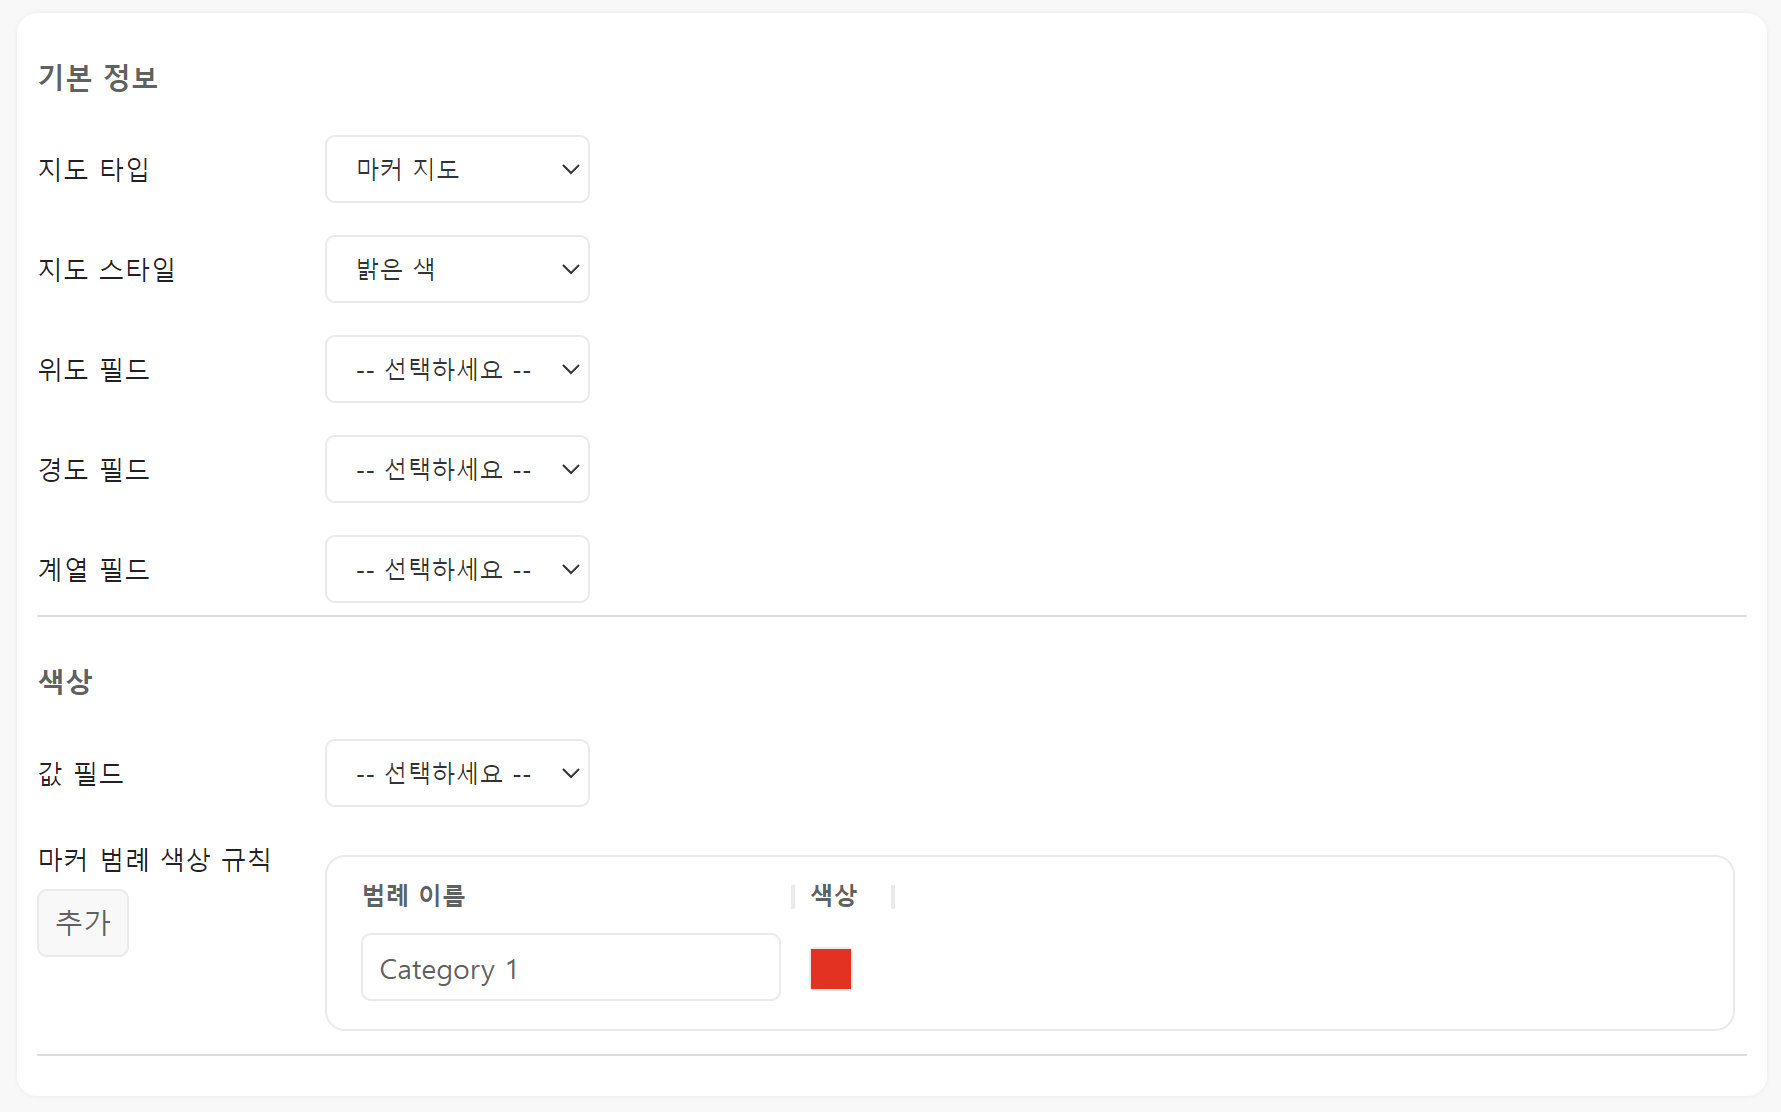 기본 정보
지도 타입
마커 지도
지도 스타일
밝은 색
위도 필드
-- 선택하세요 --
경도 필드
-- 선택하세요 --
계열 필드
-- 선택하세요 --
색상
값 필드
-- 선택하세요 --
마커 범례 색상 규칙
추가
범례 이름
색상
Category 1